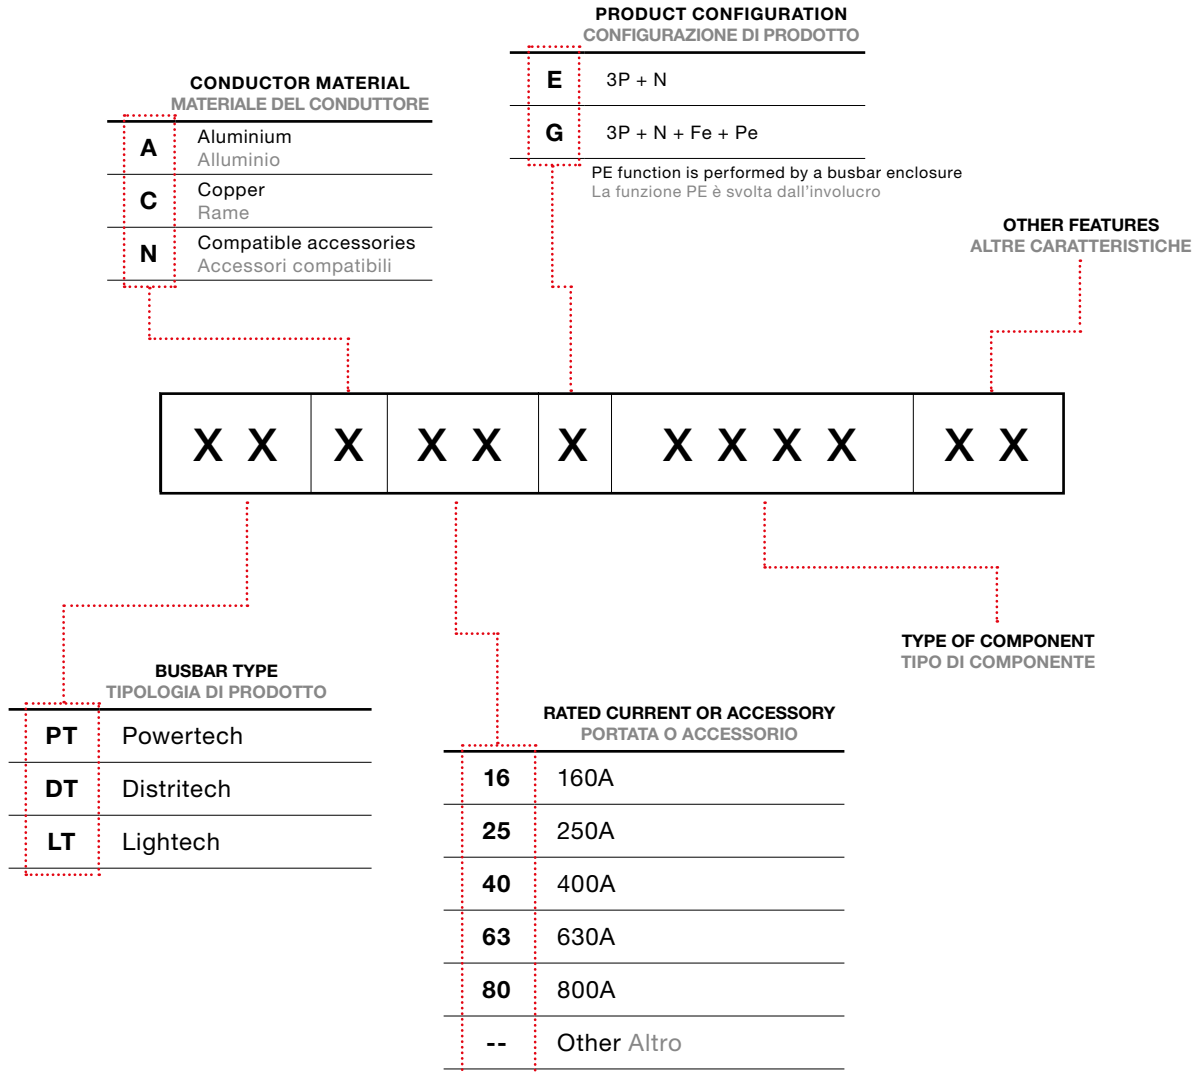 PRODUCT CONFIGURATION
CONFIGURAZIONE DI PRODOTTO
E 3P + N
G 3P + N + Fe + Pe
PE function is performed by a busbar enclosure
La funzione PE è svolta dall'involucro
CONDUCTOR MATERIAL
MATERIALE DEL CONDUTTORE
A Aluminium
Alluminio
C Copper
Rame
N Compatible accessories
Accessori compatibili
OTHER FEATURES
ALTRE CARATTERISTICHE
X X X X X X X X X X X X
TYPE OF COMPONENT
TIPO DI COMPONENTE
BUSBAR TYPE
TIPOLOGIA DI PRODOTTO
PT Powertech
DT Distritech
LT Lightech
RATED CURRENT OR ACCESSORY
PORTATA O ACCESSORIO
16 160A
25 250A
40 400A
63 630A
80 800A
-- Other Altro